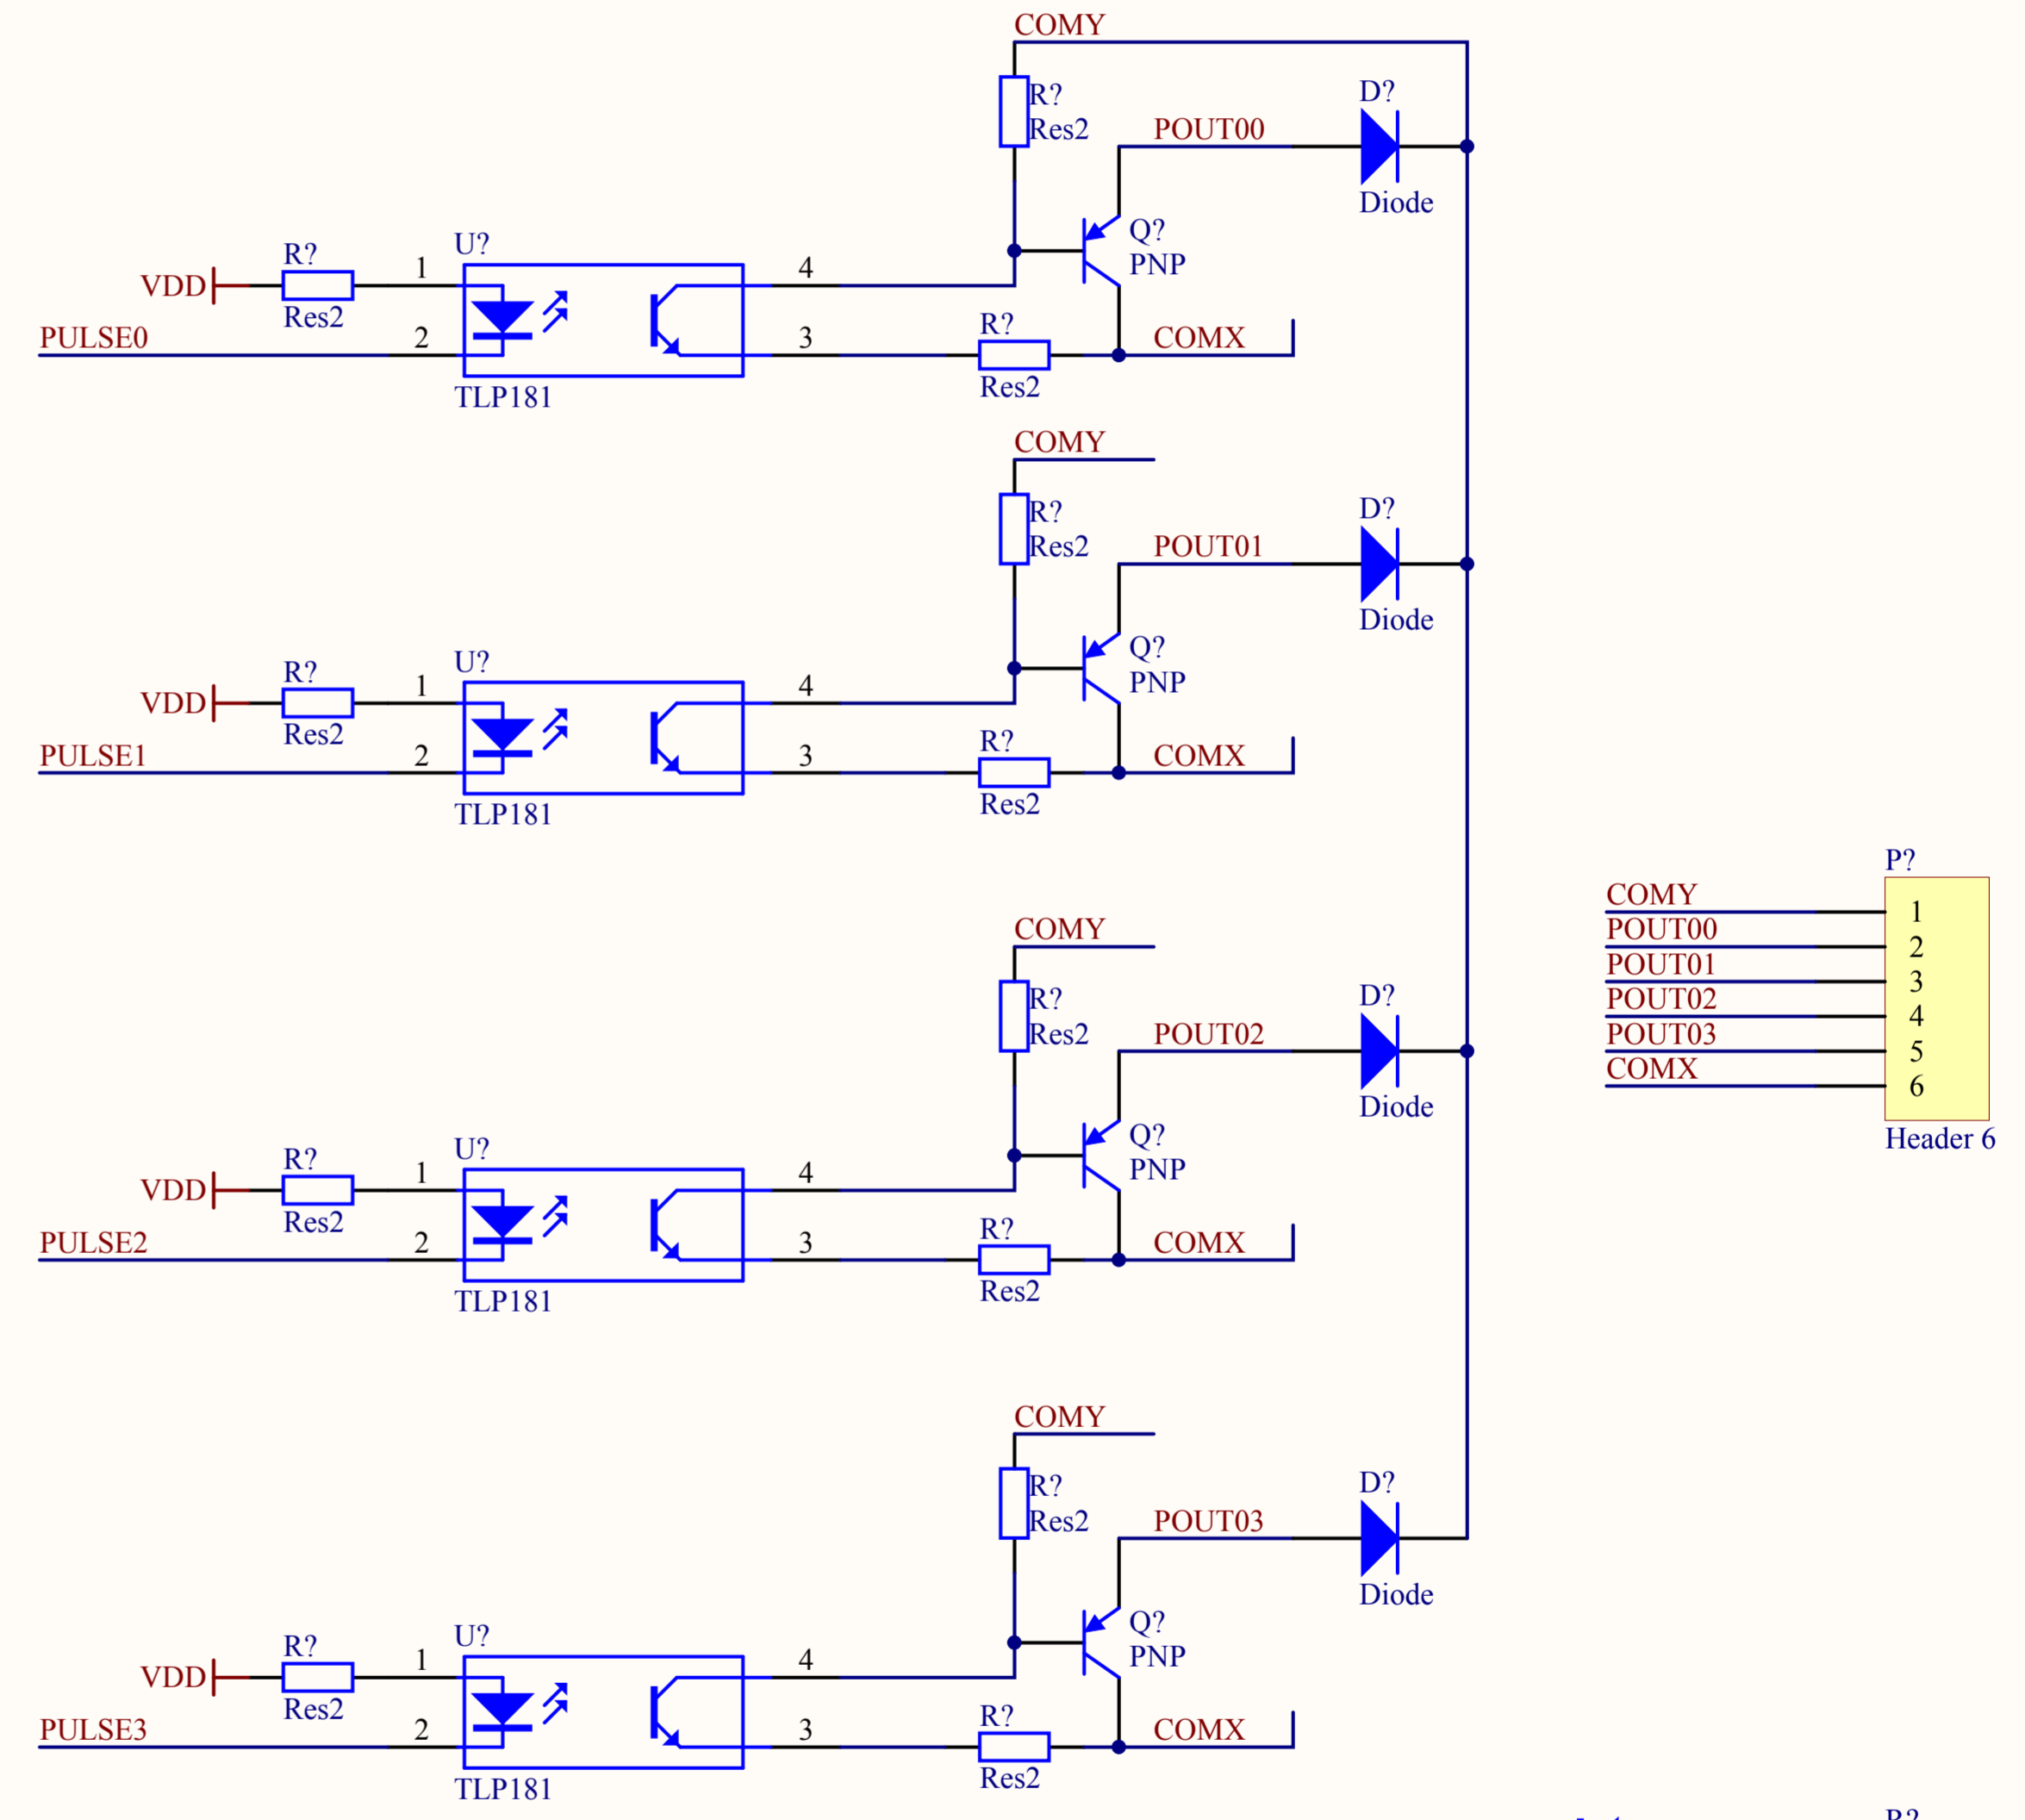 COMY
R?
Res2
POUT00
D?
Diode
Q?
PNP
U?
R?
VDD
Res2
1
4
PULSE0
2
3
R?
Res2
COMX
TLP181
COMY
R?
Res2
POUT01
D?
Diode
Q?
PNP
U?
R?
VDD
Res2
1
4
PULSE1
2
3
R?
Res2
COMX
TLP181
P?
COMY
1
POUT00
2
POUT01
3
POUT02
4
POUT03
5
COMX
6
Header 6
COMY
R?
Res2
POUT02
D?
Diode
Q?
PNP
U?
R?
VDD
Res2
1
4
PULSE2
2
3
R?
Res2
COMX
TLP181
COMY
R?
Res2
POUT03
D?
Diode
Q?
PNP
U?
R?
VDD
Res2
1
4
PULSE3
2
3
R?
Res2
COMX
TLP181